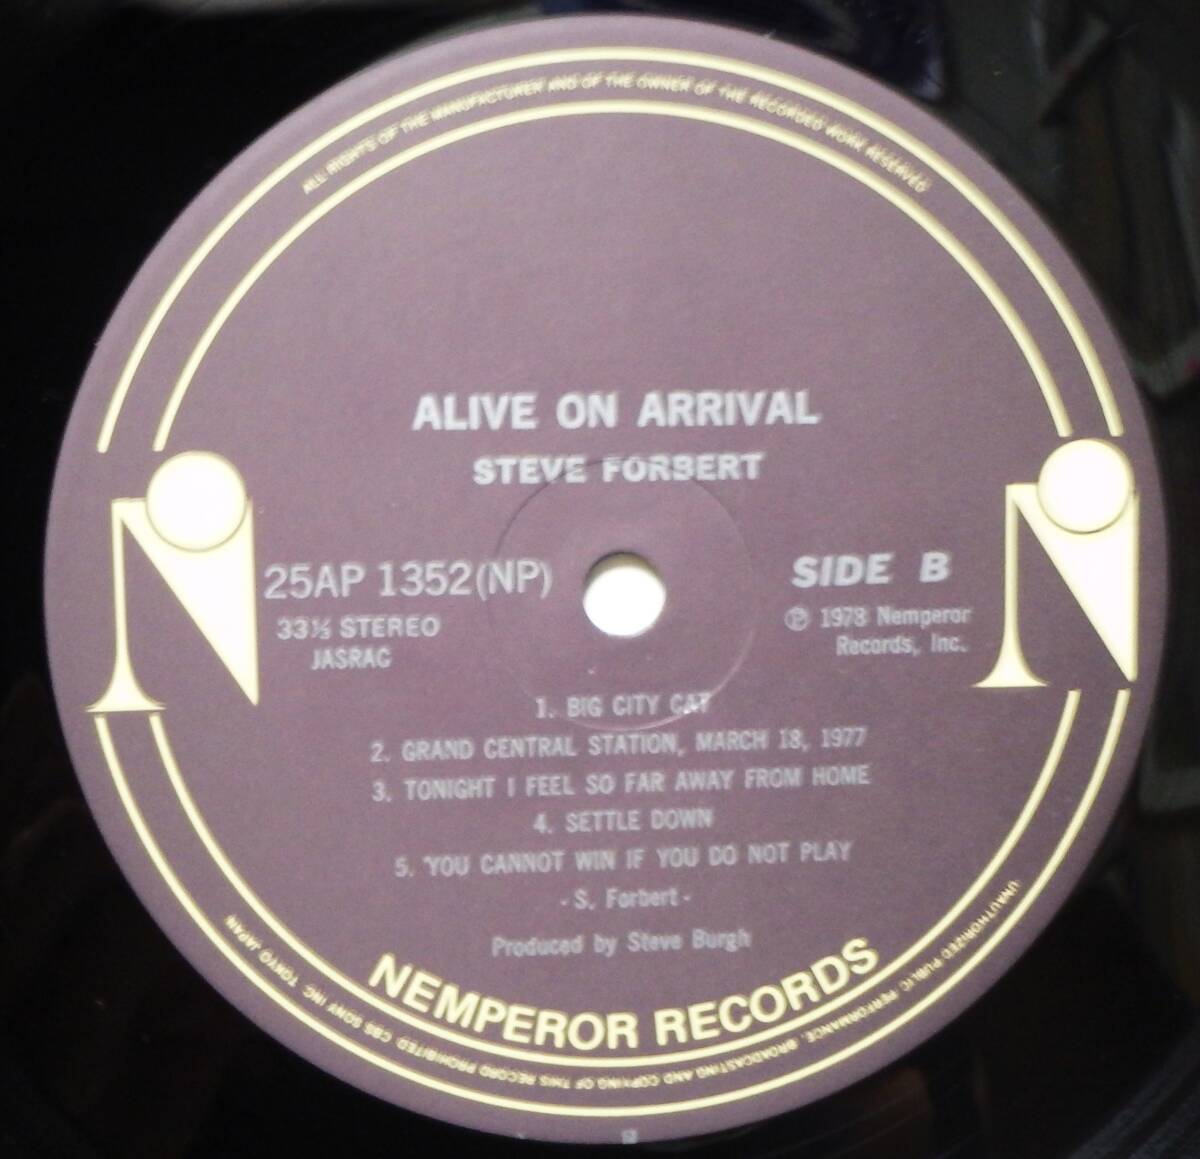 ALL RIGHTS OF THE MANUFACTURER AND OF THE OWNER OF THE RECORDED WORK RESERVED
ALIVE ON ARRIVAL
STEVE FORBERT
25AP 1352(NP)
33⅓ STEREO
JASRAC
SIDE B
Ⓟ 1978 Nemperor
Records, Inc.
1. BIG CITY CAT
2. GRAND CENTRAL STATION, MARCH 18, 1977
3. TONIGHT I FEEL SO FAR AWAY FROM HOME
4. SETTLE DOWN
5. YOU CANNOT WIN IF YOU DO NOT PLAY
- S. Forbert -
Produced by Steve Burgh
NEMPEROR RECORDS
UNAUTHORIZED PUBLIC PERFORMANCE, BROADCASTING AND COPYING OF THIS RECORD PROHIBITED CBS SONY INC. TOKYO JAPAN